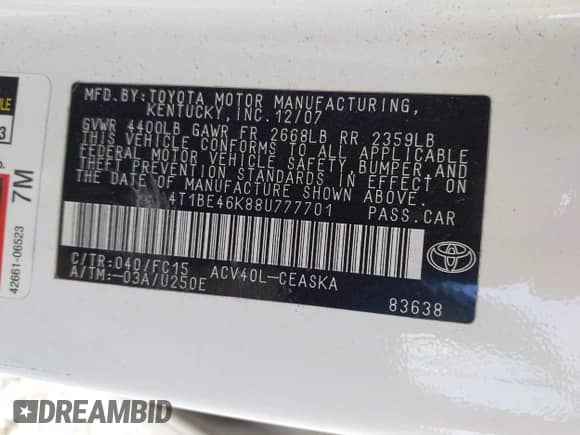 MFD.BY:TOYOTA MOTOR MANUFACTURING,
KENTUCKY, INC.12/07
GVWR 4400LB GAWR FR 2668LB RR 2359LB
THIS VEHICLE CONFORMS TO ALL APPLICABLE
FEDERAL MOTOR VEHICLE SAFETY, BUMPER, AND
THEFT PREVENTION STANDARDS IN EFFECT ON
THE DATE OF MANUFACTURE SHOWN ABOVE.
4T1BE46K88U777701 PASS.CAR
C/TR:040/FC15 ACV40L-CEASKA
A/TM:-03A/U250E
83638
TOYOTA
7M
42661-06523
3
DREAMBID